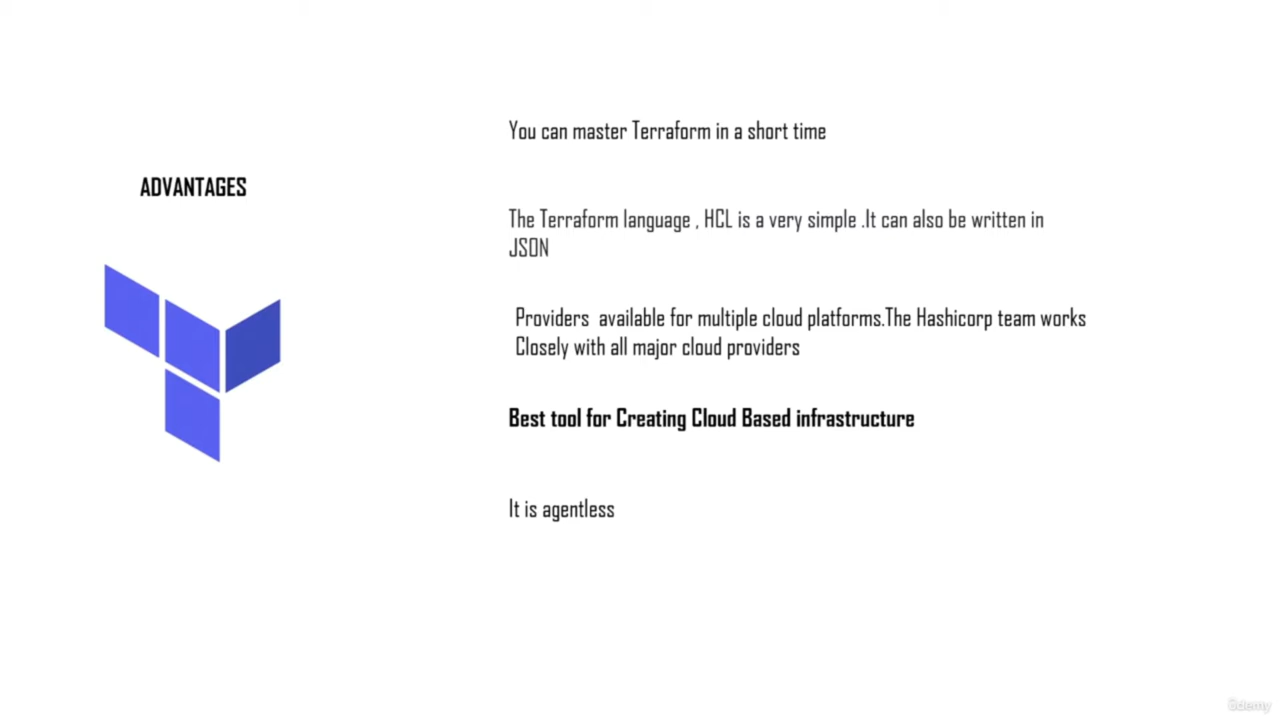 ADVANTAGES
You can master Terraform in a short time
The Terraform language , HCL is a very simple .It can also be written in
JSON
Providers available for multiple cloud platforms.The Hashicorp team works
Closely with all major cloud providers
Best tool for Creating Cloud Based infrastructure
It is agentless